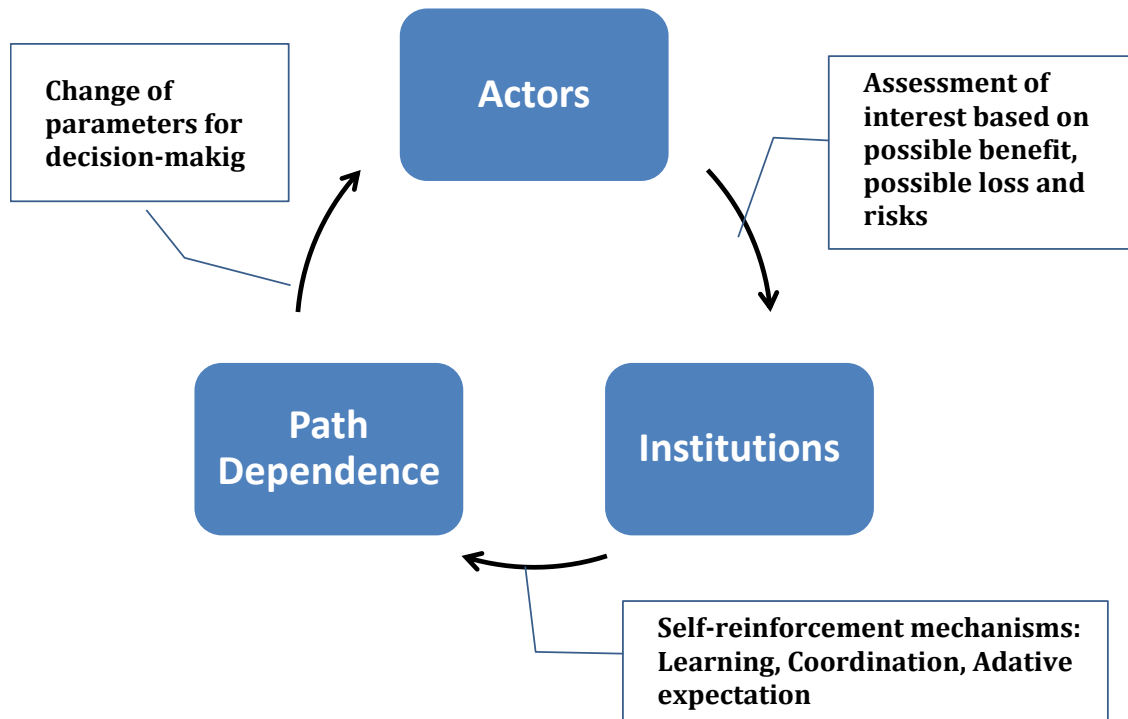 Actors
Change of
parameters for
decision-makig
Assessment of
interest based on
possible benefit,
possible loss and
risks
Path
Dependence
Institutions
Self-reinforcement mechanisms:
Learning, Coordination, Adative
expectation